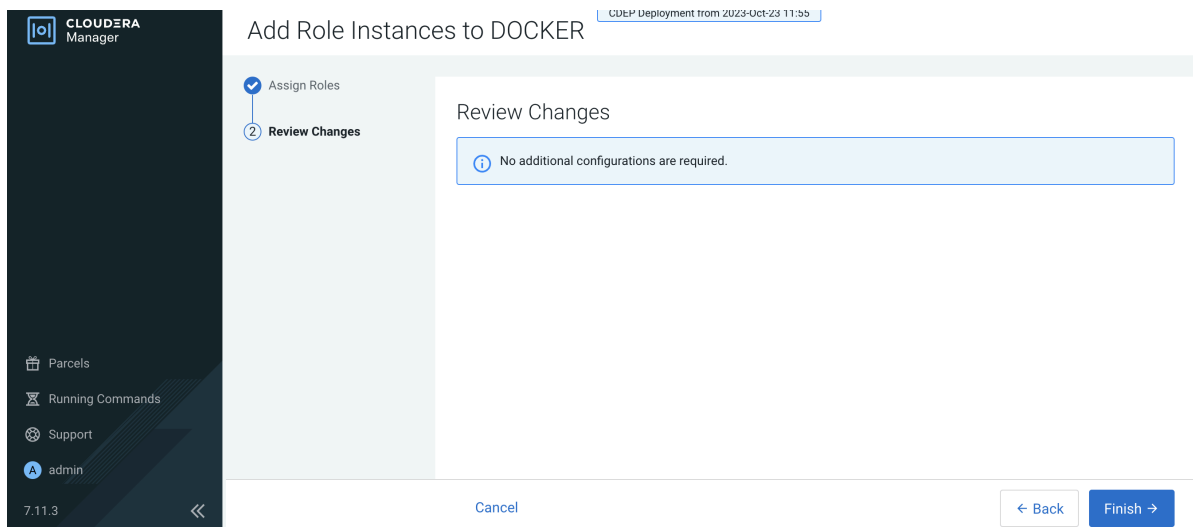 CLOUDERA
Manager
Add Role Instances to DOCKER
CDEP Deployment from 2023-Oct-23 11:55
Assign Roles
2 Review Changes
Review Changes
No additional configurations are required.
Parcels
Running Commands
Support
A admin
7.11.3
Cancel
← Back
Finish →